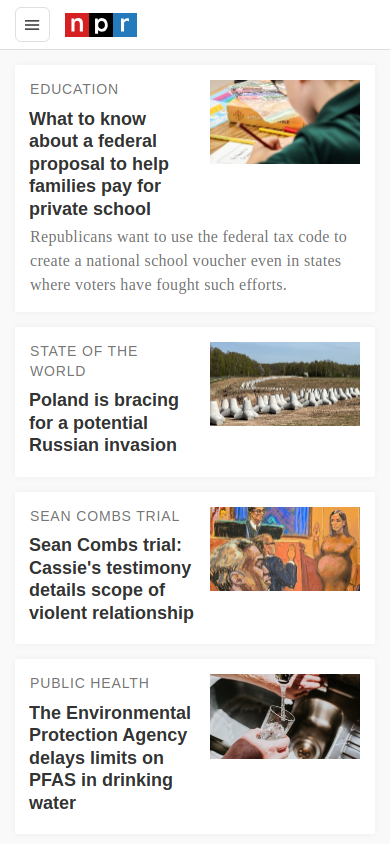 npr
EDUCATION
What to know
about a federal
proposal to help
families pay for
private school
Republicans want to use the federal tax code to
create a national school voucher even in states
where voters have fought such efforts.
STATE OF THE
WORLD
Poland is bracing
for a potential
Russian invasion
SEAN COMBS TRIAL
Sean Combs trial:
Cassie's testimony
details scope of
violent relationship
PUBLIC HEALTH
The Environmental
Protection Agency
delays limits on
PFAS in drinking
water